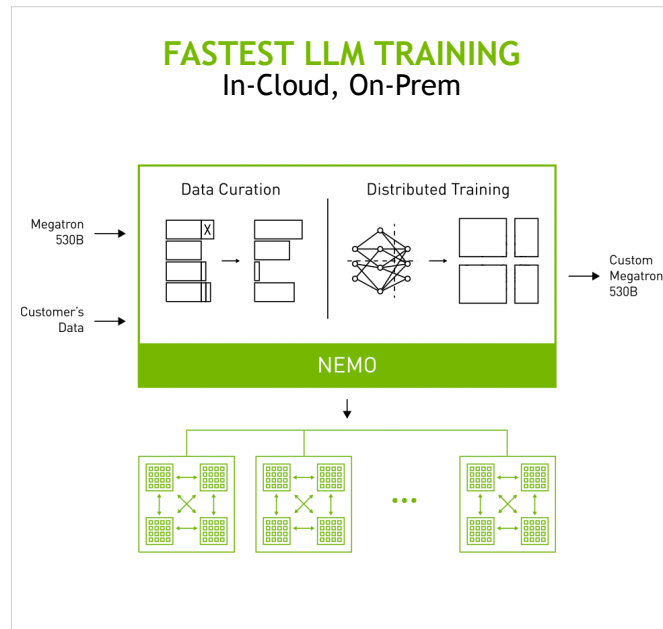 FASTEST LLM TRAINING
In-Cloud, On-Prem
Data Curation
Distributed Training
Megatron
530B
X
Customer's
Data
Custom
Megatron
530B
NEMO
...